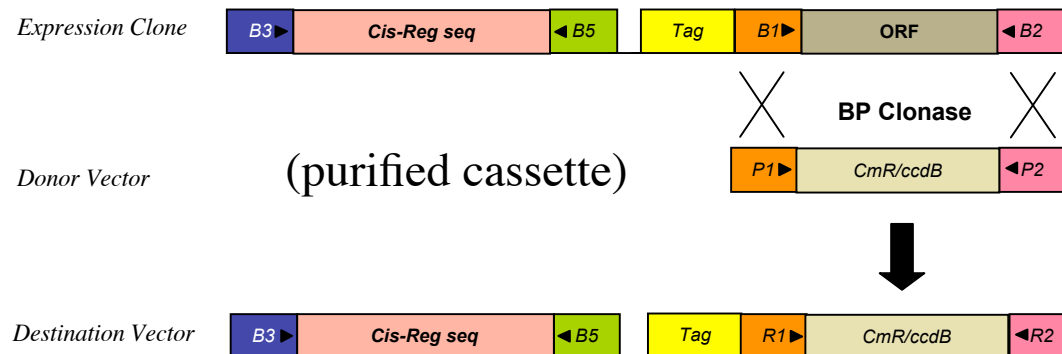 Expression Clone B3 Cis-Reg seq B5 Tag B1 ORF B2
BP Clonase
Donor Vector (purified cassette) P1 CmR/ccdB P2
Destination Vector B3 Cis-Reg seq B5 Tag R1 CmR/ccdB R2